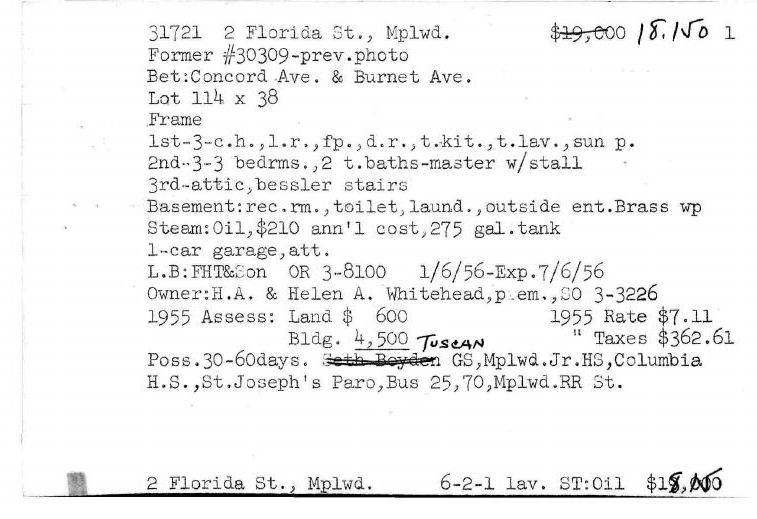 31721 2 Florida St., Mplwd. $19,000 18,150 1
Former #30309-prev.photo
Bet:Concord Ave. & Burnet Ave.
Lot 114 x 38
Frame
1st-3-c.h.,l.r.,fp.,d.r.,t.kit.,t.lav.,sun p.
2nd-3-3 bedrms.,2 t.baths-master w/stall
3rd-attic,bessler stairs
Basement:rec.rm.,toilet,laund.,outside ent.Brass wp
Steam:Oil,$210 ann'l cost,275 gal.tank
1-car garage,att.
L.B:FHT&Son OR 3-8100 1/6/56-Exp.7/6/56
Owner:H.A. & Helen A. Whitehead,p.em.,SO 3-3226
1955 Assess: Land $ 600 1955 Rate $7.11
Bldg. 4,500 TUSCAN " Taxes $362.61
Poss.30-60days. Seth Boyden GS,Mplwd.Jr.HS,Columbia
H.S.,St.Joseph's Paro,Bus 25,70,Mplwd.RR St.
2 Florida St., Mplwd. 6-2-1 lav. ST:Oil